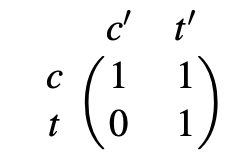 c′ t′
c ( 1 1 )
t ( 0 1 )